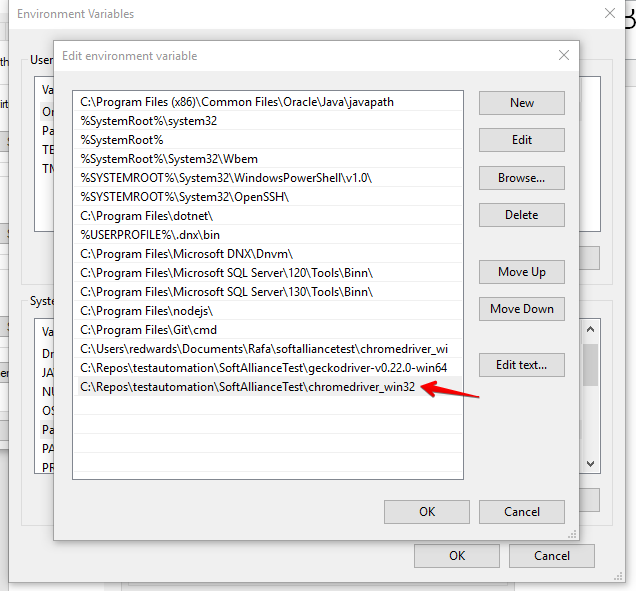 Environment Variables
Edit environment variable
User
Va
On
Pa
TE
TM
C:\Program Files (x86)\Common Files\Oracle\Java\javapath
%SystemRoot%\system32
%SystemRoot%
%SystemRoot%\System32\Wbem
%SYSTEMROOT%\System32\WindowsPowerShell\v1.0\
%SYSTEMROOT%\System32\OpenSSH\
C:\Program Files\dotnet\
%USERPROFILE%\.dnx\bin
C:\Program Files\Microsoft DNX\Dnvm\
C:\Program Files\Microsoft SQL Server\120\Tools\Binn\
C:\Program Files\Microsoft SQL Server\130\Tools\Binn\
C:\Program Files\nodejs\
C:\Program Files\Git\cmd
C:\Users\redwards\Documents\Rafa\softalliancetest\chromedriver_wi
C:\Repos\testautomation\SoftAllianceTest\geckodriver-v0.22.0-win64
C:\Repos\testautomation\SoftAllianceTest\chromedriver_win32
New
Edit
Browse...
Delete
Move Up
Move Down
Edit text...
Syste
Va
Dr
JA
NU
OS
Pa
PA
PR
OK
Cancel
OK
Cancel